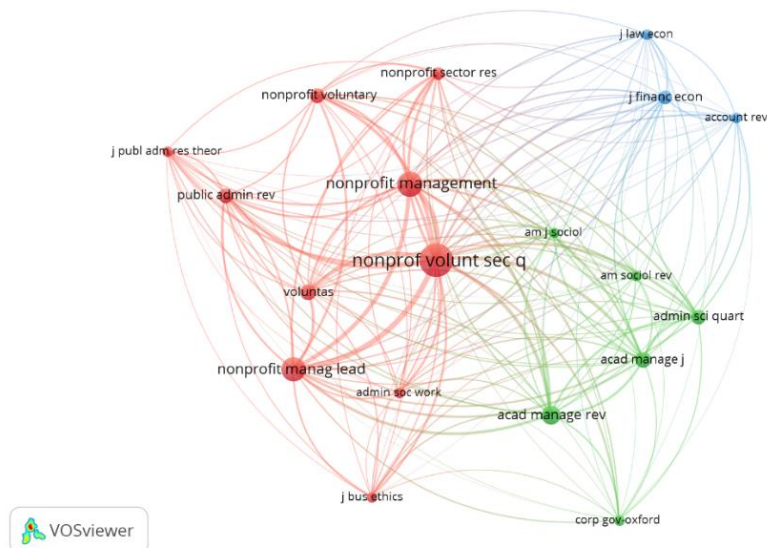 j law econ
nonprofit sector res
nonprofit voluntary
j financ econ
account rev
j publ adm res theor
nonprofit management
public admin rev
am j sociol
nonprof volunt sec q
am sociol rev
voluntas
admin sci quart
acad manage j
nonprofit manag lead
admin soc work
acad manage rev
j bus ethics
corp gov-oxford
VOSviewer